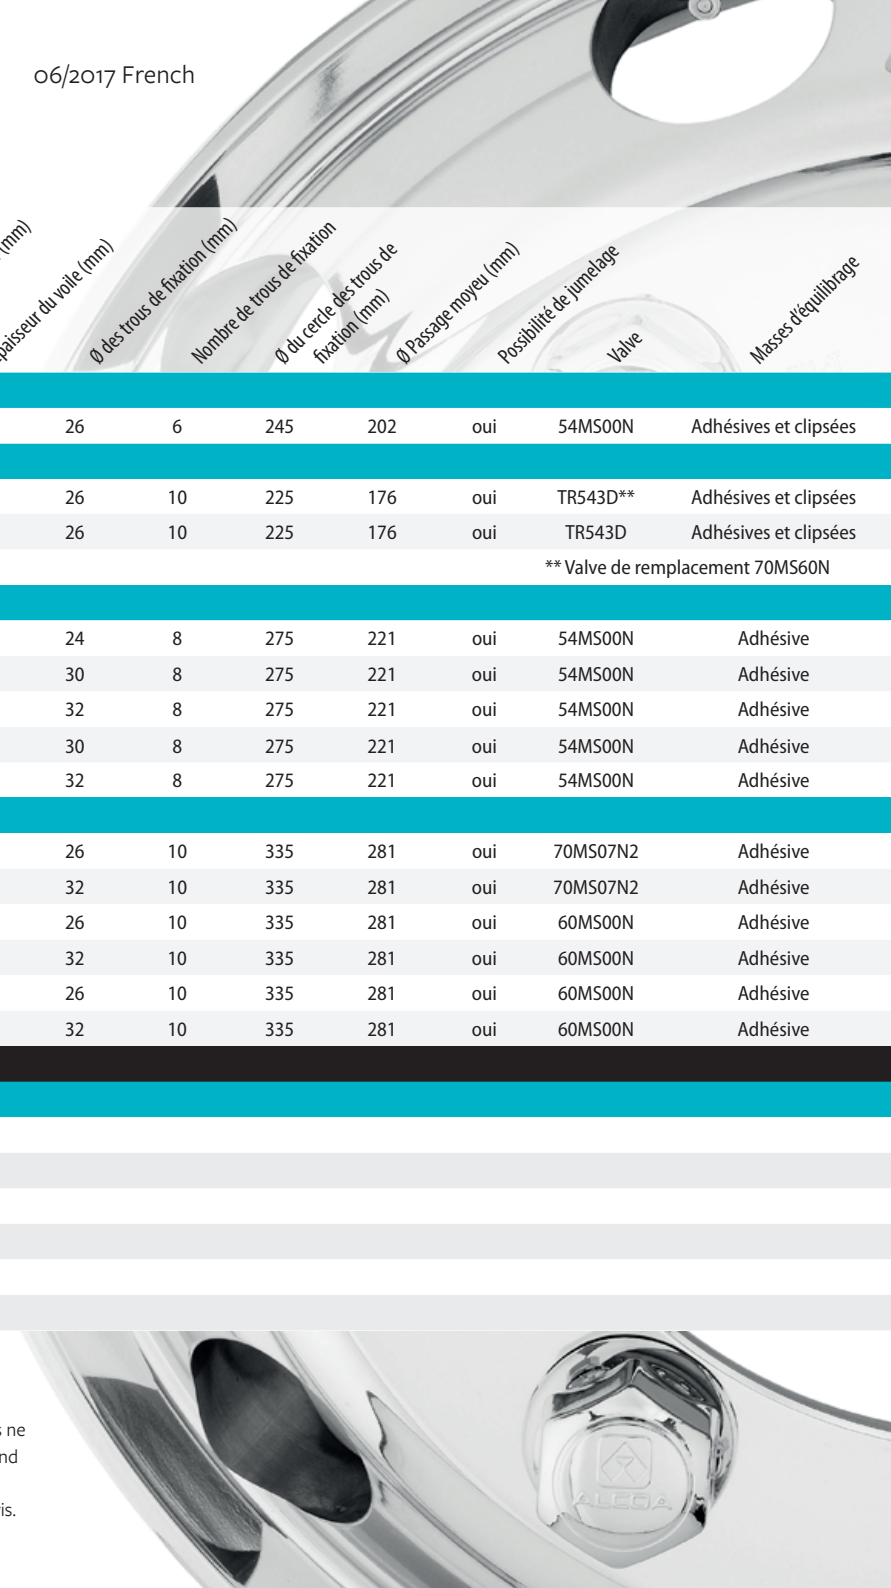 06/2017 French
(mm)
paisseur du voile (mm)
Ø des trous de fixation (mm)
Nombre de trous de fixation
Ø du cercle des trous de
fixation (mm)
Ø Passage moyeu (mm)
Possibilité de jumelage
Valve
Masses d'équilibrage
26 6 245 202 oui 54MS00N Adhésives et clipsées
26 10 225 176 oui TR543D** Adhésives et clipsées
26 10 225 176 oui TR543D Adhésives et clipsées
** Valve de remplacement 70MS60N
24 8 275 221 oui 54MS00N Adhésive
30 8 275 221 oui 54MS00N Adhésive
32 8 275 221 oui 54MS00N Adhésive
30 8 275 221 oui 54MS00N Adhésive
32 8 275 221 oui 54MS00N Adhésive
26 10 335 281 oui 70MS07N2 Adhésive
32 10 335 281 oui 70MS07N2 Adhésive
26 10 335 281 oui 60MS00N Adhésive
32 10 335 281 oui 60MS00N Adhésive
26 10 335 281 oui 60MS00N Adhésive
32 10 335 281 oui 60MS00N Adhésive
s ne
nd
is.
ALCOA